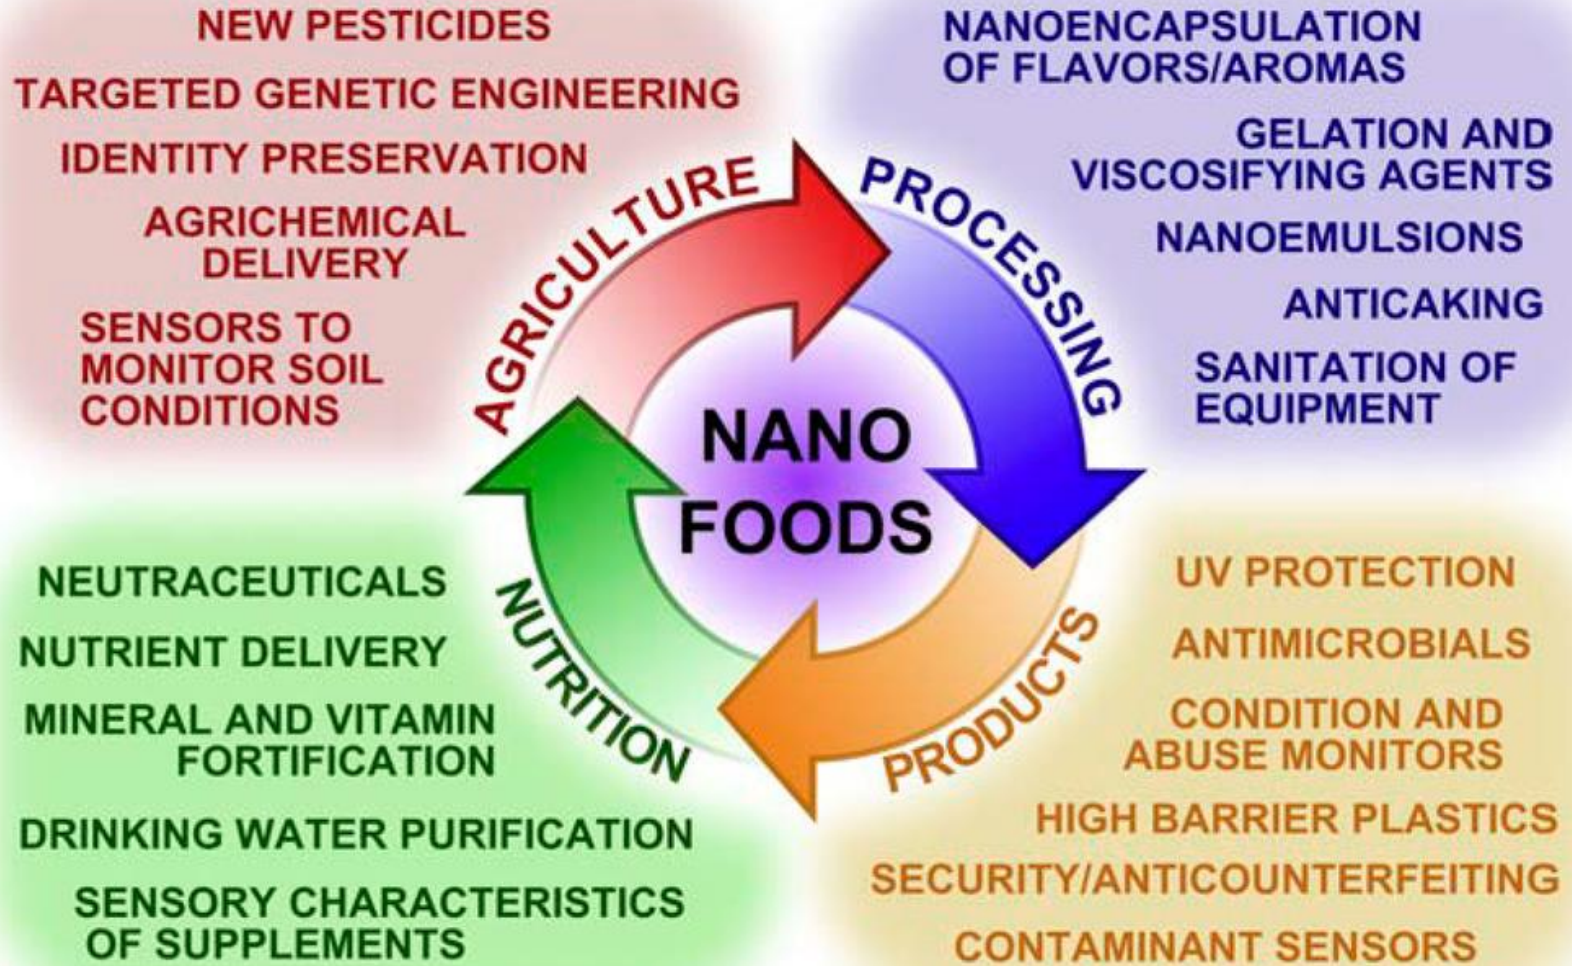 NEW PESTICIDES
TARGETED GENETIC ENGINEERING
IDENTITY PRESERVATION
AGRICHEMICAL
DELIVERY
SENSORS TO
MONITOR SOIL
CONDITIONS
AGRICULTURE
NANOENCAPSULATION
OF FLAVORS/AROMAS
GELATION AND
VISCOSIFYING AGENTS
NANOEMULSIONS
ANTICAKING
SANITATION OF
EQUIPMENT
PROCESSING
NANO
FOODS
NEUTRACEUTICALS
NUTRIENT DELIVERY
MINERAL AND VITAMIN
FORTIFICATION
DRINKING WATER PURIFICATION
SENSORY CHARACTERISTICS
OF SUPPLEMENTS
NUTRITION
UV PROTECTION
ANTIMICROBIALS
CONDITION AND
ABUSE MONITORS
HIGH BARRIER PLASTICS
SECURITY/ANTICOUNTERFEITING
CONTAMINANT SENSORS
PRODUCTS